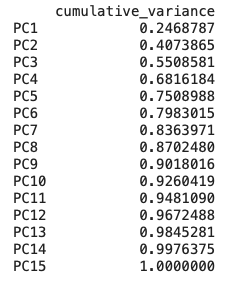 cumulative_variance
PC1 0.2468787
PC2 0.4073865
PC3 0.5508581
PC4 0.6816184
PC5 0.7508988
PC6 0.7983015
PC7 0.8363971
PC8 0.8702480
PC9 0.9018016
PC10 0.9260419
PC11 0.9481090
PC12 0.9672488
PC13 0.9845281
PC14 0.9976375
PC15 1.0000000